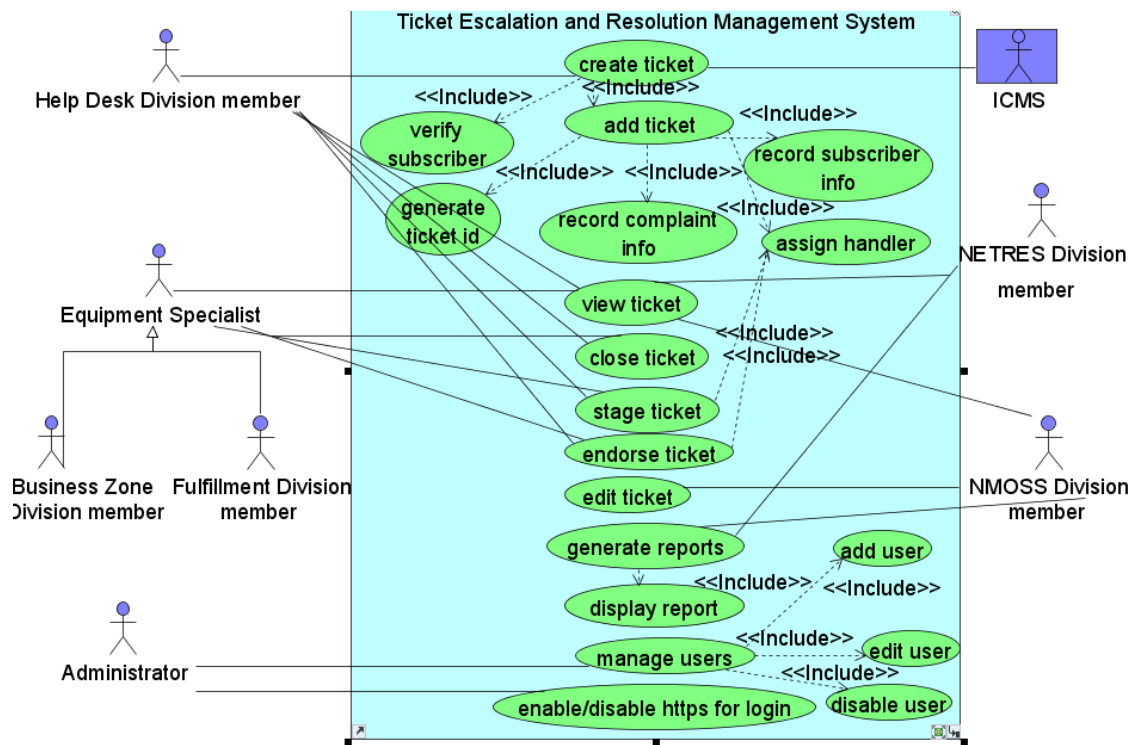 Ticket Escalation and Resolution Management System
create ticket
Help Desk Division member
ICMS
<<Include>>
<<Include>>
add ticket
<<Include>>
verify
subscriber
record subscriber
info
<<Include>>
<<Include>>
generate
ticket id
record complaint
info
<<Include>>
assign handler
NETRES Division
member
view ticket
Equipment Specialist
<<Include>>
close ticket
<<Include>>
stage ticket
endorse ticket
Business Zone
Division member
Fulfillment Division
member
edit ticket
NMOSS Division
member
generate reports
add user
<<Include>>
<<Include>>
display report
<<Include>>
edit user
manage users
Administrator
<<Include>>
disable user
enable/disable https for login